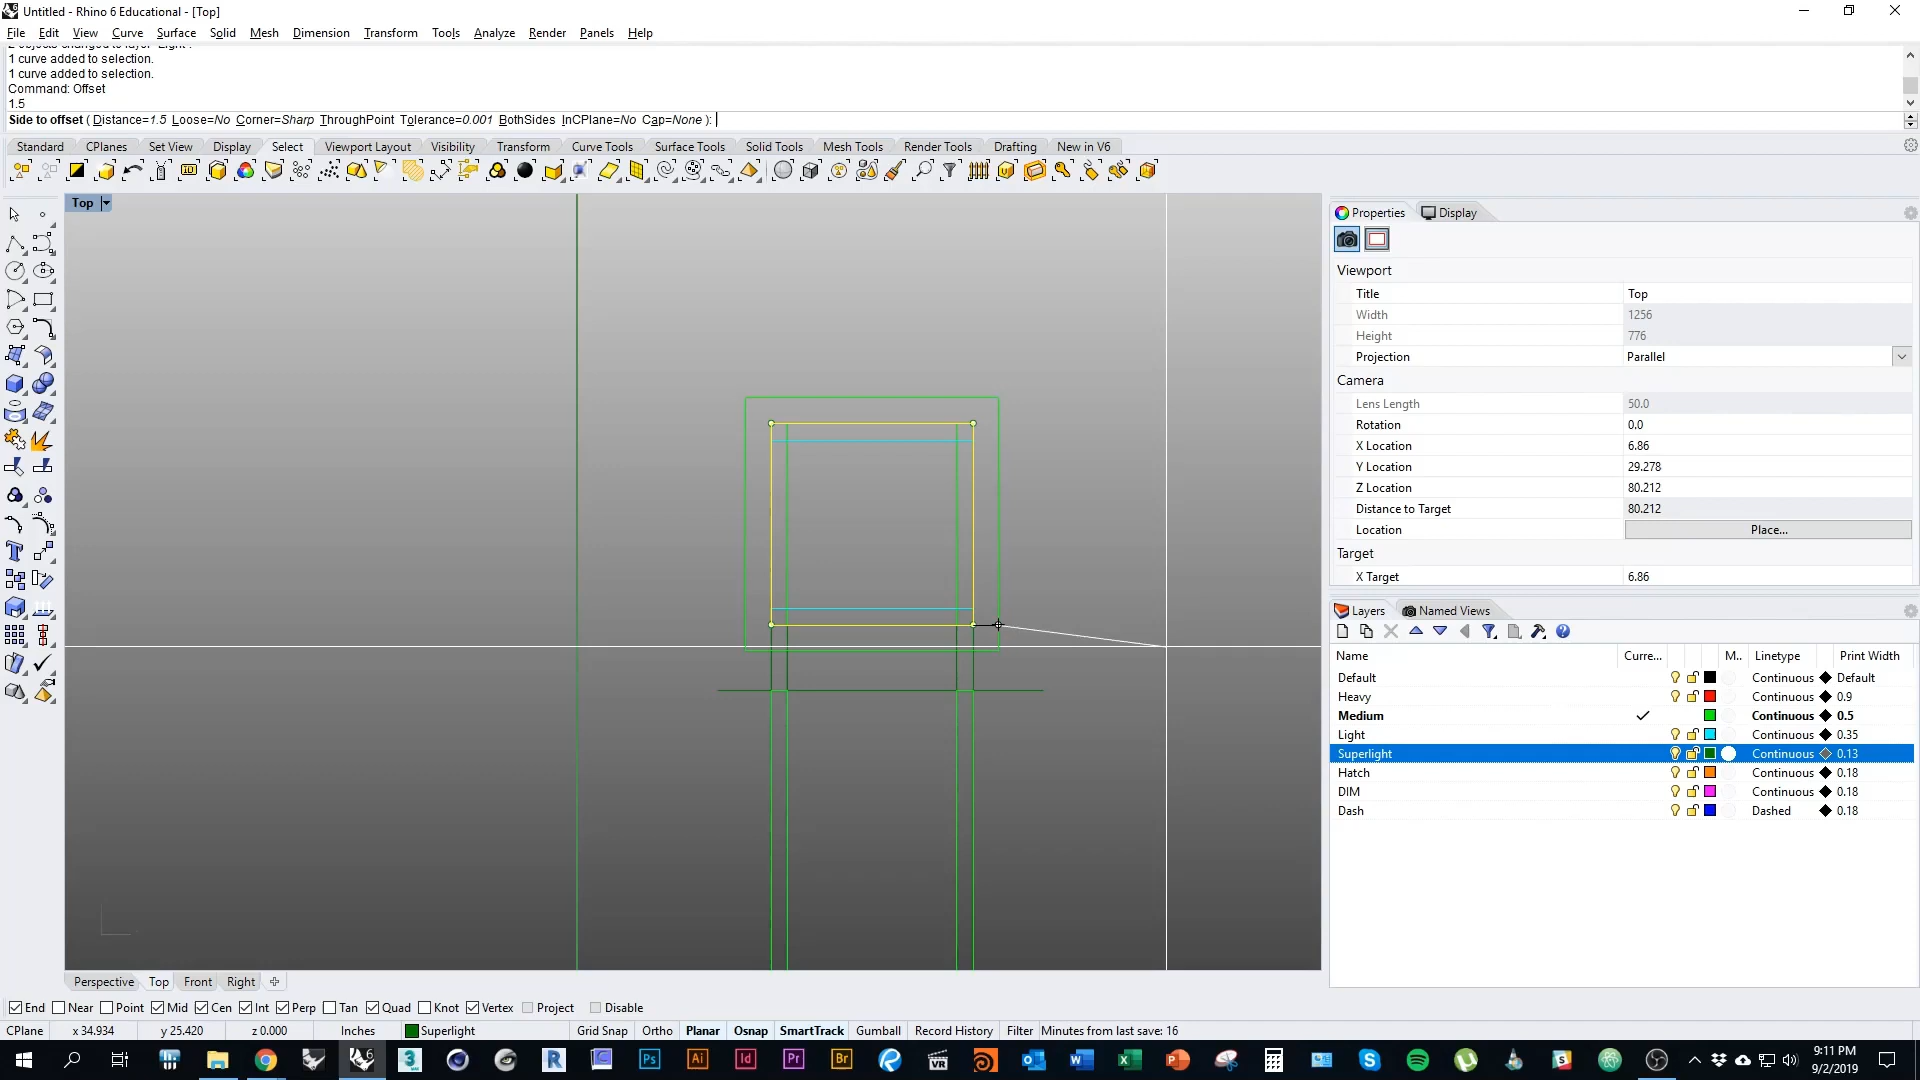 Untitled - Rhino 6 Educational - [Top]
File Edit View Curve Surface Solid Mesh Dimension Transform Tools Analyze Render Panels Help
2 objects changed to layer "Light".
1 curve added to selection.
1 curve added to selection.
Command: Offset
1.5
Side to offset ( Distance=1.5 Loose=No Corner=Sharp ThroughPoint Tolerance=0.001 BothSides InCPlane=No Cap=None ):
Standard CPlanes Set View Display Select Viewport Layout Visibility Transform Curve Tools Surface Tools Solid Tools Mesh Tools Render Tools Drafting New in V6
Top
Properties Display
Viewport
Title Top
Width 1256
Height 776
Projection Parallel
Camera
Lens Length 50.0
Rotation 0.0
X Location 6.86
Y Location 29.278
Z Location 80.212
Distance to Target 80.212
Location Place...
Target
X Target 6.86
Layers Named Views
Name Curre... M.. Linetype Print Width
Default Continuous Default
Heavy Continuous 0.9
Medium Continuous 0.5
Light Continuous 0.35
Superlight Continuous 0.13
Hatch Continuous 0.18
DIM Continuous 0.18
Dash Dashed 0.18
Perspective Top Front Right
End Near Point Mid Cen Int Perp Tan Quad Knot Vertex Project Disable
CPlane x 34.934 y 25.420 z 0.000 Inches Superlight Grid Snap Ortho Planar Osnap SmartTrack Gumball Record History Filter Minutes from last save: 16
9:11 PM
9/2/2019